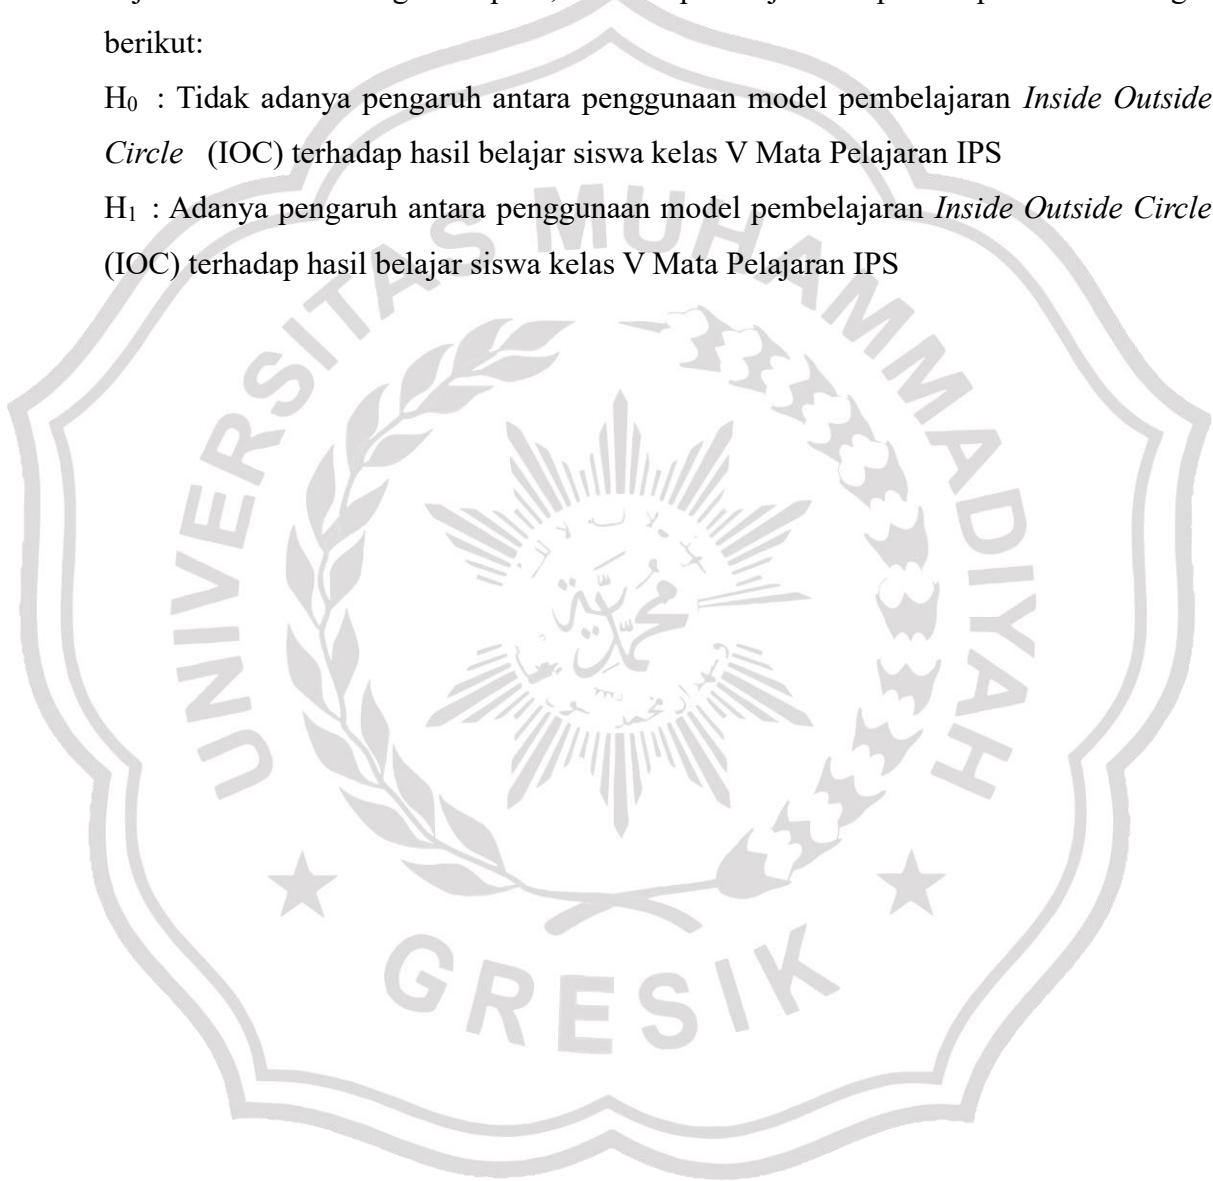 berikut:
H₀ : Tidak adanya pengaruh antara penggunaan model pembelajaran Inside Outside
Circle (IOC) terhadap hasil belajar siswa kelas V Mata Pelajaran IPS
H₁ : Adanya pengaruh antara penggunaan model pembelajaran Inside Outside Circle
(IOC) terhadap hasil belajar siswa kelas V Mata Pelajaran IPS
UNIVERSITAS MUHAMMADIYAH
محمدية
GRESIK